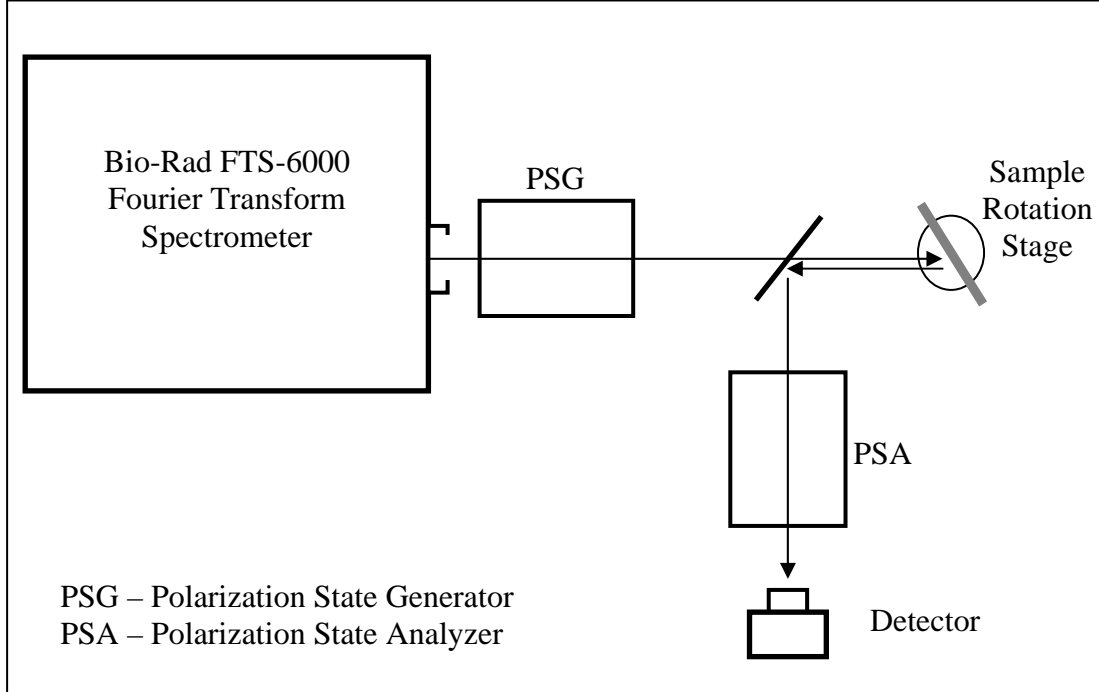 Bio-Rad FTS-6000
Fourier Transform
Spectrometer
PSG
Sample
Rotation
Stage
PSA
PSG – Polarization State Generator
PSA – Polarization State Analyzer
Detector